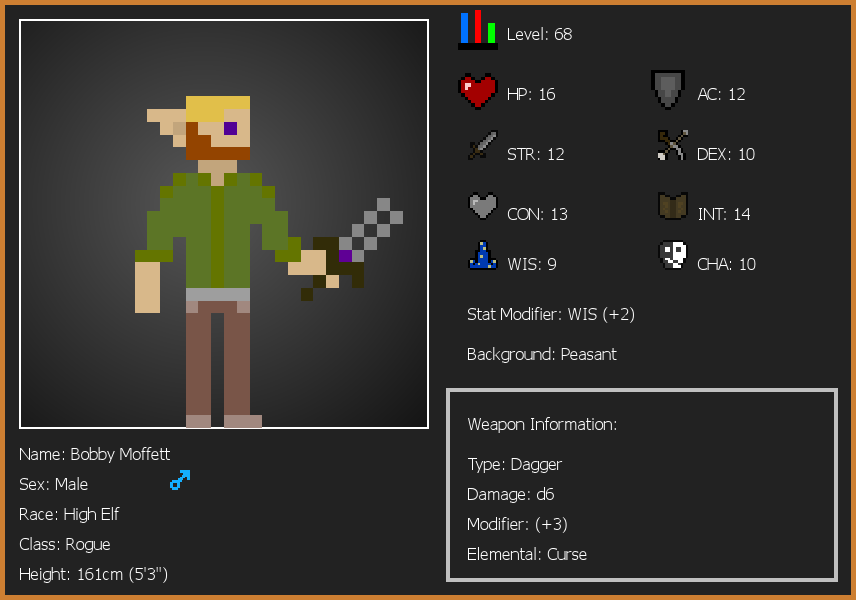 Level: 68
HP: 16
AC: 12
STR: 12
DEX: 10
CON: 13
INT: 14
WIS: 9
CHA: 10
Stat Modifier: WIS (+2)
Background: Peasant
Weapon Information:
Type: Dagger
Damage: d6
Modifier: (+3)
Elemental: Curse
Name: Bobby Moffett
Sex: Male
Race: High Elf
Class: Rogue
Height: 161cm (5'3")